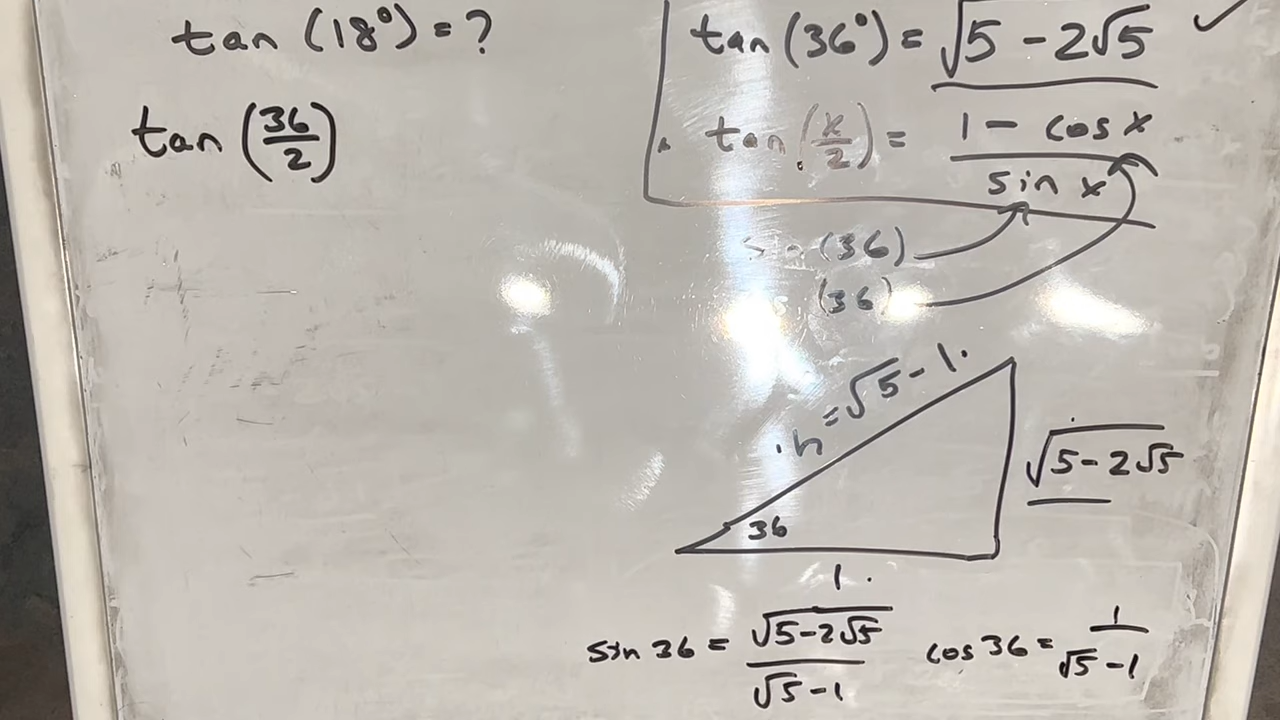 tan (18°) = ?
tan (36/2)
tan (36°) = √(5 - 2√5) ✓
tan (x/2) = (1 - cos x)/(sin x)
(36)
(36)
h = √5 - 1
√(5 - 2√5)
36
1
sin 36 = √(5-2√5)/(√5-1)
cos 36 = 1/(√5-1)